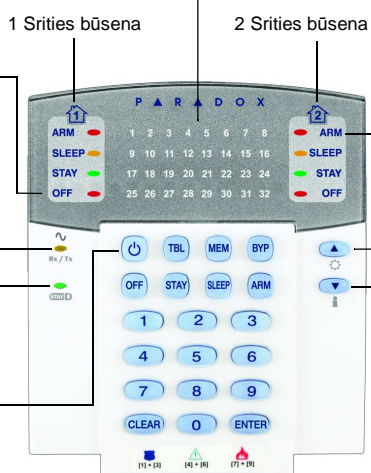 1 Srities būsena 2 Srities būsena
P A R A D O X
1 2
ARM 1 2 3 4 5 6 7 8 ARM
SLEEP 9 10 11 12 13 14 15 16 SLEEP
STAY 17 18 19 20 21 22 23 24 STAY
OFF 25 26 27 28 29 30 31 32 OFF
Rx / Tx TBL MEM BYP
STAY D OFF STAY SLEEP ARM i
1 2 3
4 5 6
7 8 9
CLEAR 0 ENTER
[1] + [3] [4] + [6] [7] + [9]